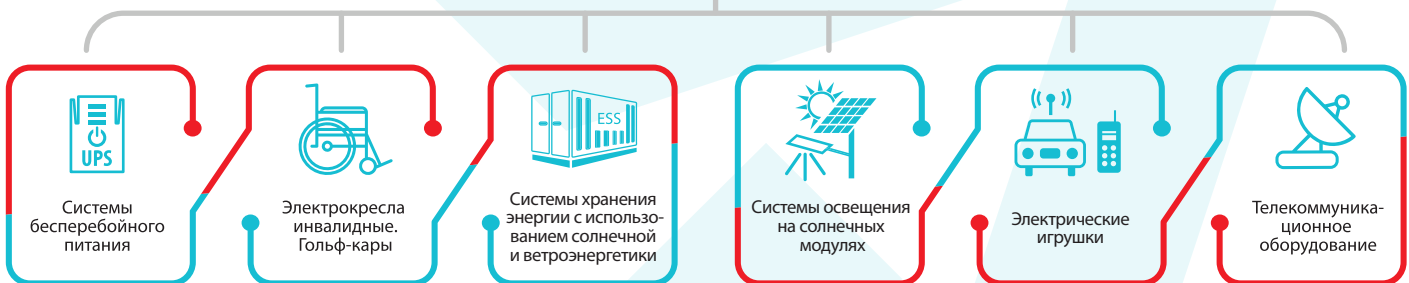 UPS
Системы
бесперебойного
питания
Электрокресла
инвалидные.
Гольф-кары
ESS
Системы хранения
энергии с использо-
ванием солнечной
и ветроэнергетики
Системы освещения
на солнечных
модулях
Электрические
игрушки
Телекоммуника-
ционное
оборудование